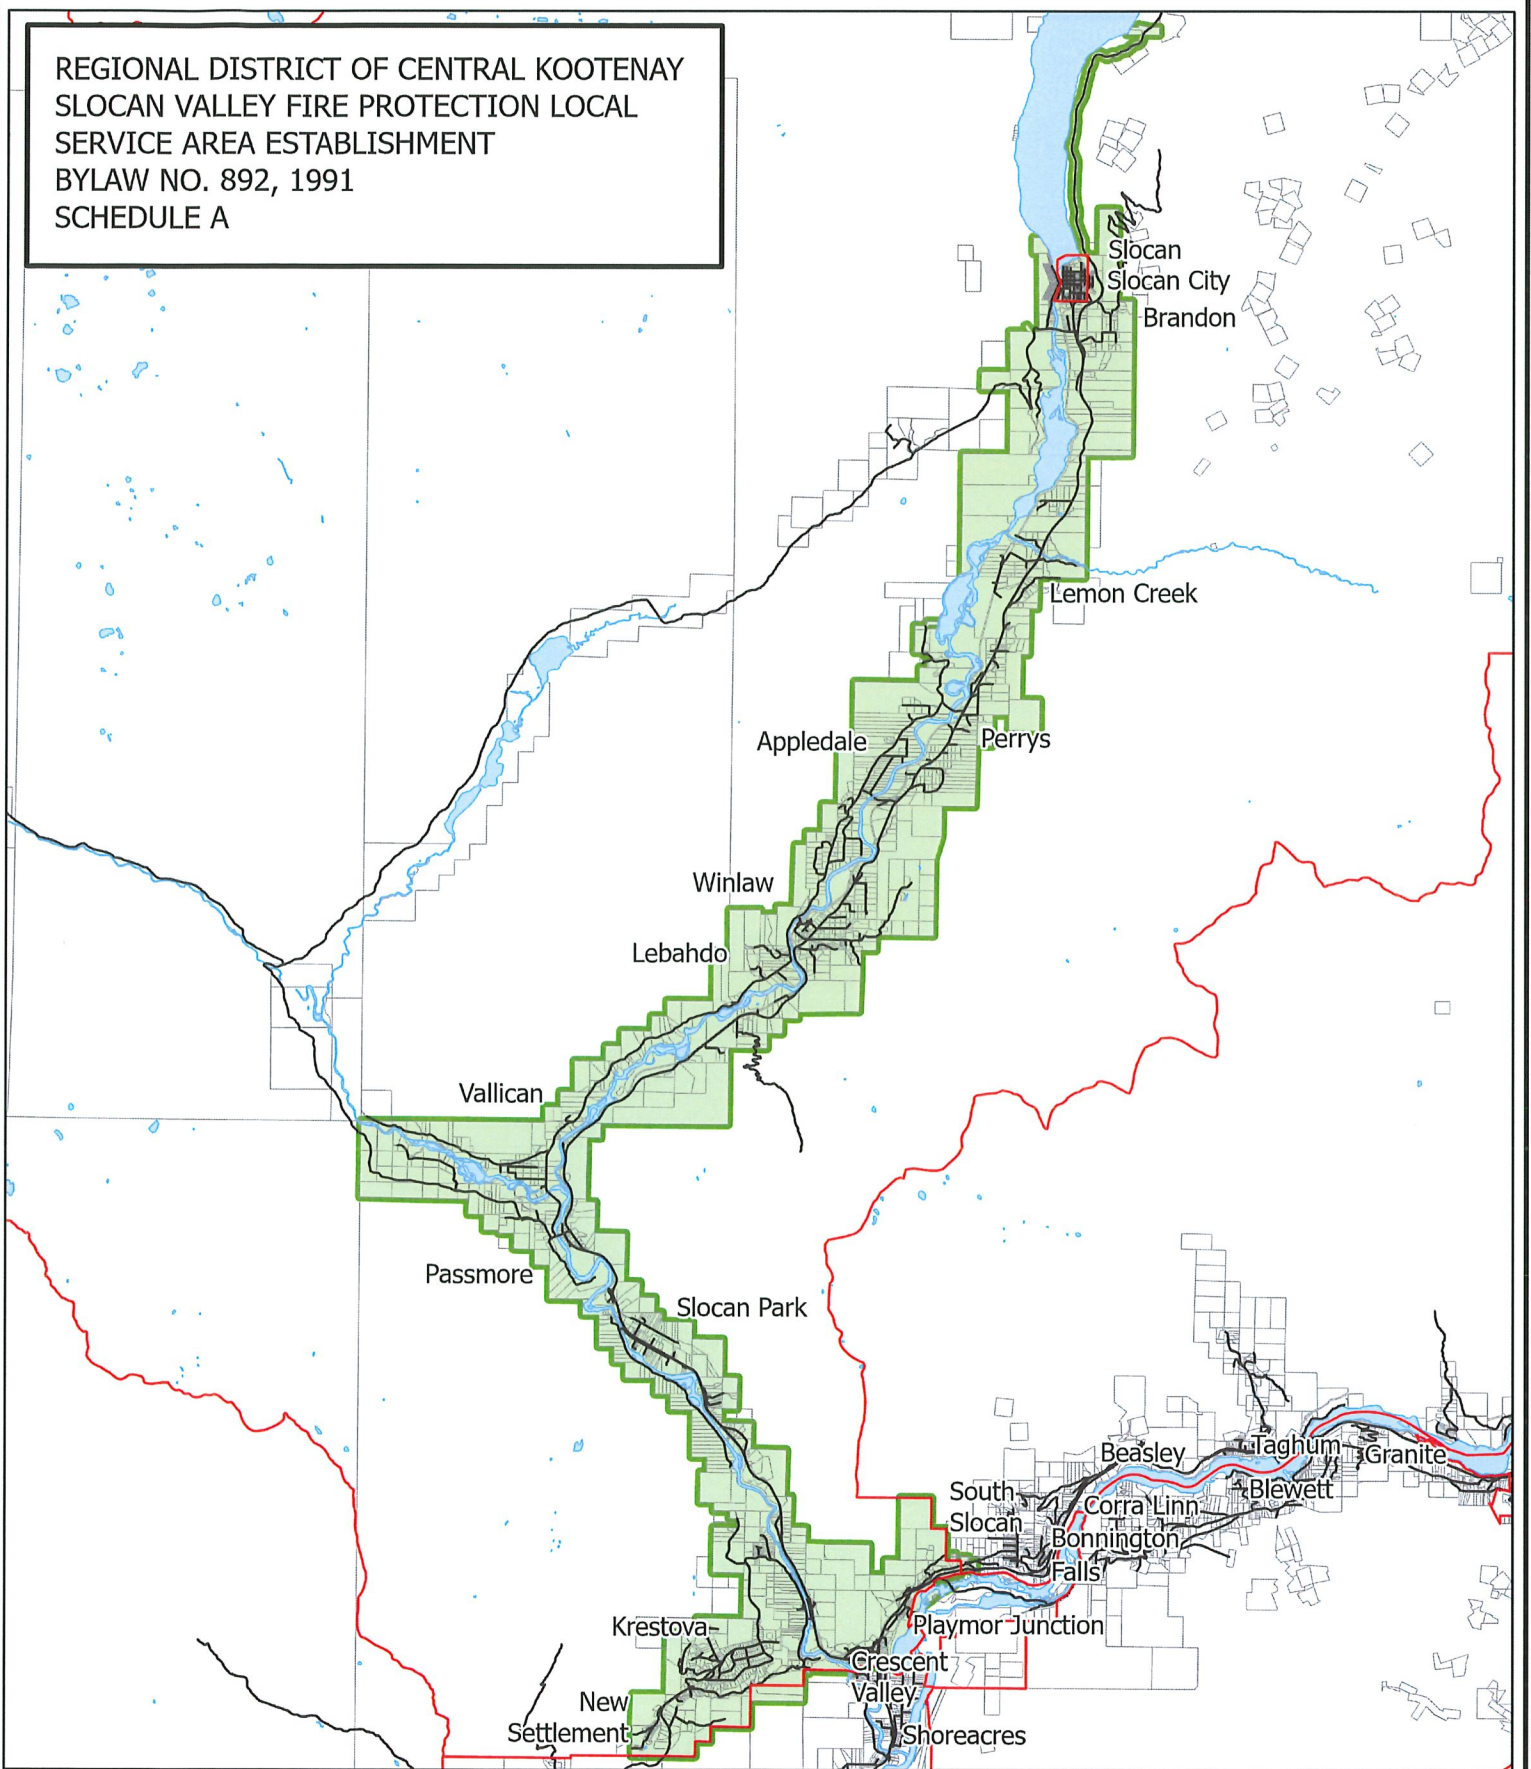 REGIONAL DISTRICT OF CENTRAL KOOTENAY
SLOCAN VALLEY FIRE PROTECTION LOCAL
SERVICE AREA ESTABLISHMENT
BYLAW NO. 892, 1991
SCHEDULE A
Slocan
Slocan City
Brandon
Lemon Creek
Appledale
Perrys
Winlaw
Lebahdo
Vallican
Passmore
Slocan Park
Beasley
Taghum
Granite
South
Slocan
Corra Linn
Blewett
Bonnington
Falls
Krestova
Playmor Junction
Crescent
Valley
New
Settlement
Shoreacres